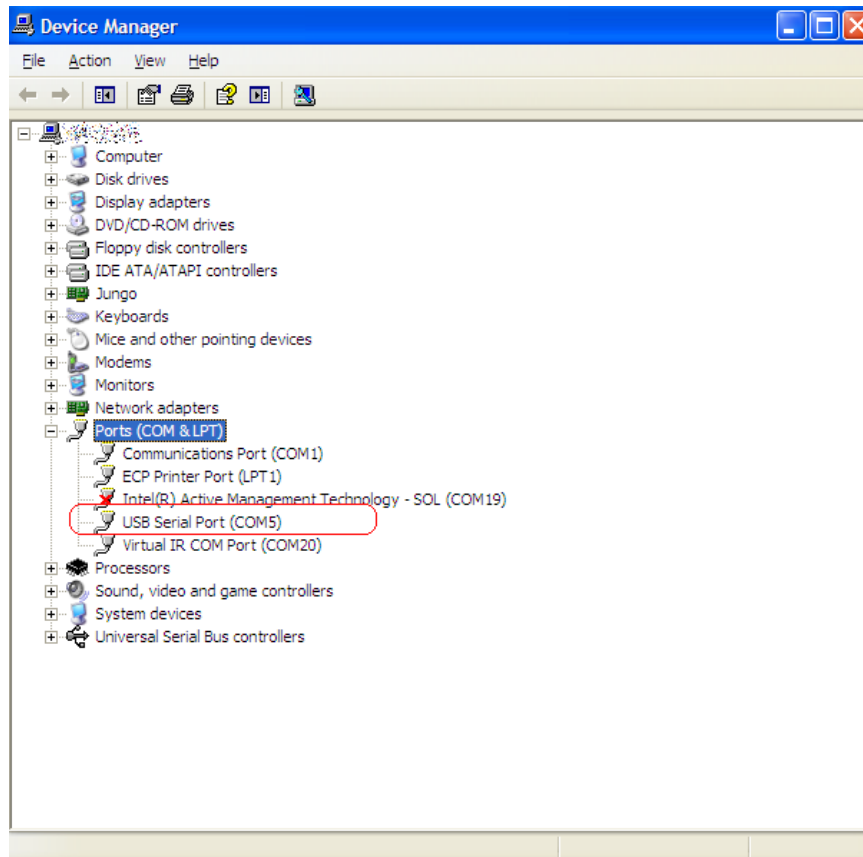 Device Manager
File Action View Help
Computer
Disk drives
Display adapters
DVD/CD-ROM drives
Floppy disk controllers
IDE ATA/ATAPI controllers
Jungo
Keyboards
Mice and other pointing devices
Modems
Monitors
Network adapters
Ports (COM & LPT)
Communications Port (COM1)
ECP Printer Port (LPT1)
Intel(R) Active Management Technology - SOL (COM19)
USB Serial Port (COM5)
Virtual IR COM Port (COM20)
Processors
Sound, video and game controllers
System devices
Universal Serial Bus controllers